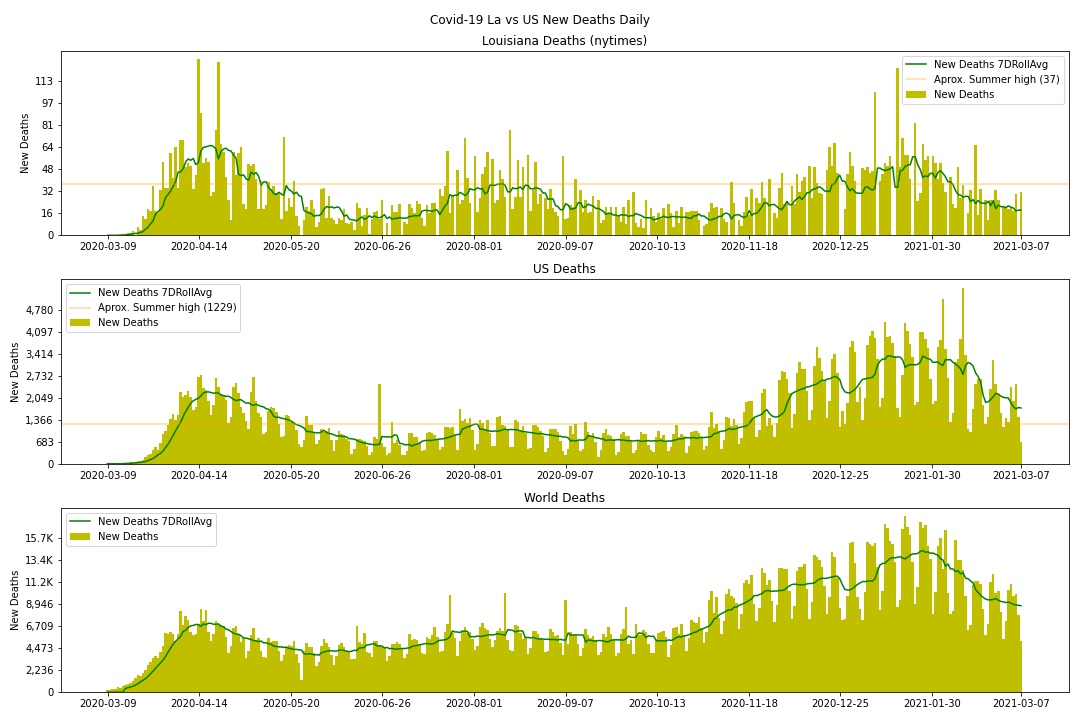 Covid-19 La vs US New Deaths Daily
Louisiana Deaths (nytimes)
New Deaths
113
97
81
64
48
32
16
0
New Deaths 7DRollAvg
Aprox. Summer high (37)
New Deaths
2020-03-09 2020-04-14 2020-05-20 2020-06-26 2020-08-01 2020-09-07 2020-10-13 2020-11-18 2020-12-25 2021-01-30 2021-03-07
US Deaths
New Deaths
4,780
4,097
3,414
2,732
2,049
1,366
683
0
New Deaths 7DRollAvg
Aprox. Summer high (1229)
New Deaths
2020-03-09 2020-04-14 2020-05-20 2020-06-26 2020-08-01 2020-09-07 2020-10-13 2020-11-18 2020-12-25 2021-01-30 2021-03-07
World Deaths
New Deaths
15.7K
13.4K
11.2K
8,946
6,709
4,473
2,236
0
New Deaths 7DRollAvg
New Deaths
2020-03-09 2020-04-14 2020-05-20 2020-06-26 2020-08-01 2020-09-07 2020-10-13 2020-11-18 2020-12-25 2021-01-30 2021-03-07